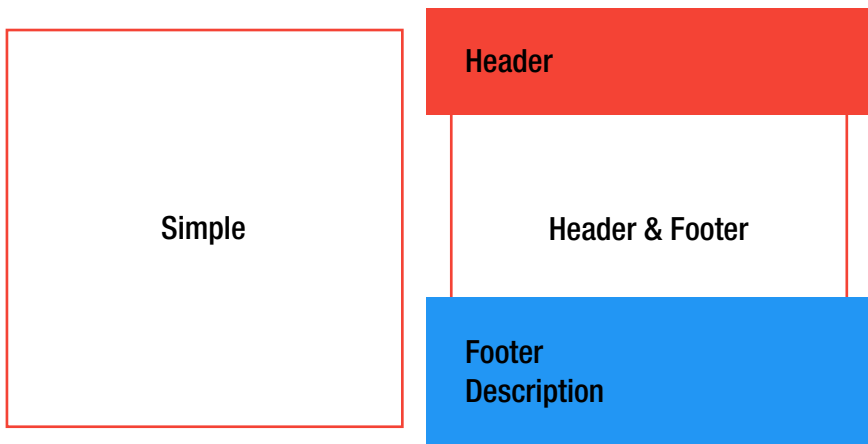 Simple
Header
Header & Footer
Footer
Description